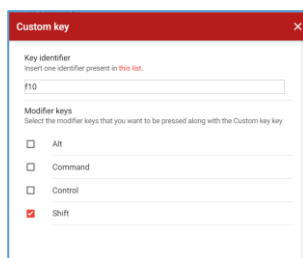 Custom key
Key identifier
Insert one identifier present in this list.
f10
Modifier keys
Select the modifier keys that you want to be pressed along with the Custom key key
Alt
Command
Control
Shift